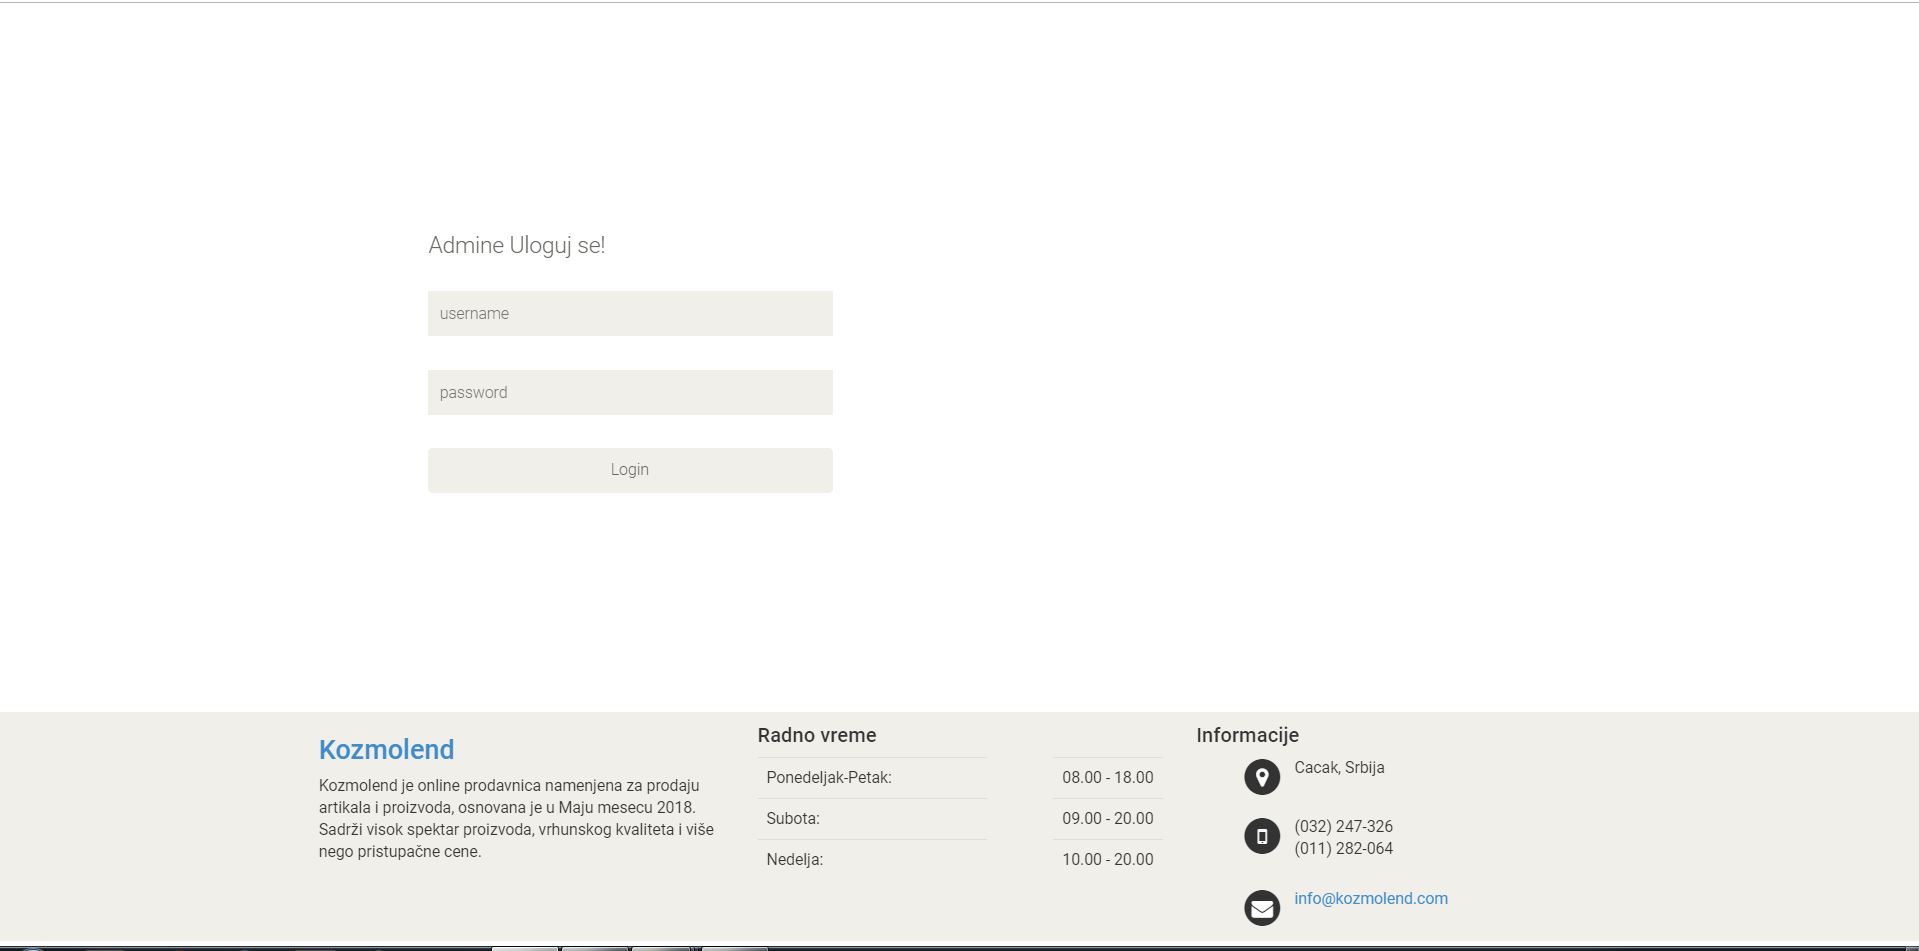 Admine Uloguj se!
username
password
Login
Kozmolend
Kozmolend je online prodavnica namenjena za prodaju
artikala i proizvoda, osnovana je u Maju mesecu 2018.
Sadrži visok spektar proizvoda, vrhunskog kvaliteta i više
nego pristupačne cene.
Radno vreme
Ponedeljak-Petak: 08.00 - 18.00
Subota: 09.00 - 20.00
Nedelja: 10.00 - 20.00
Informacije
Cacak, Srbija
(032) 247-326
(011) 282-064
info@kozmolend.com